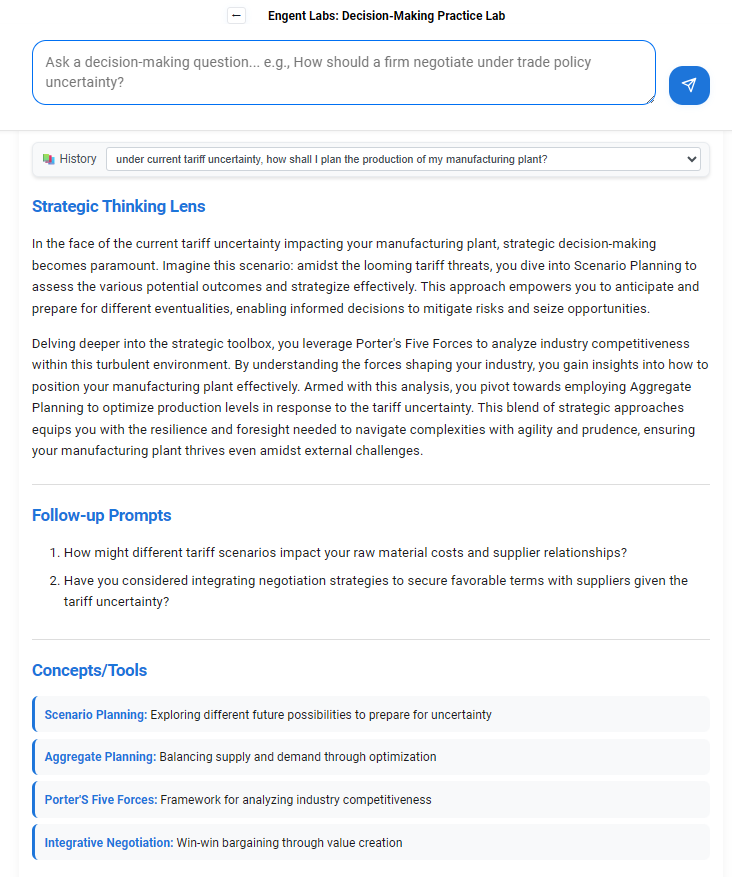 Engent Labs: Decision-Making Practice Lab
Ask a decision-making question... e.g., How should a firm negotiate under trade policy
uncertainty?
History
under current tariff uncertainty, how shall I plan the production of my manufacturing plant?
Strategic Thinking Lens
In the face of the current tariff uncertainty impacting your manufacturing plant, strategic decision-making
becomes paramount. Imagine this scenario: amidst the looming tariff threats, you dive into Scenario Planning to
assess the various potential outcomes and strategize effectively. This approach empowers you to anticipate and
prepare for different eventualities, enabling informed decisions to mitigate risks and seize opportunities.
Delving deeper into the strategic toolbox, you leverage Porter's Five Forces to analyze industry competitiveness
within this turbulent environment. By understanding the forces shaping your industry, you gain insights into how to
position your manufacturing plant effectively. Armed with this analysis, you pivot towards employing Aggregate
Planning to optimize production levels in response to the tariff uncertainty. This blend of strategic approaches
equips you with the resilience and foresight needed to navigate complexities with agility and prudence, ensuring
your manufacturing plant thrives even amidst external challenges.
Follow-up Prompts
1. How might different tariff scenarios impact your raw material costs and supplier relationships?
2. Have you considered integrating negotiation strategies to secure favorable terms with suppliers given the
tariff uncertainty?
Concepts/Tools
Scenario Planning: Exploring different future possibilities to prepare for uncertainty
Aggregate Planning: Balancing supply and demand through optimization
Porter'S Five Forces: Framework for analyzing industry competitiveness
Integrative Negotiation: Win-win bargaining through value creation